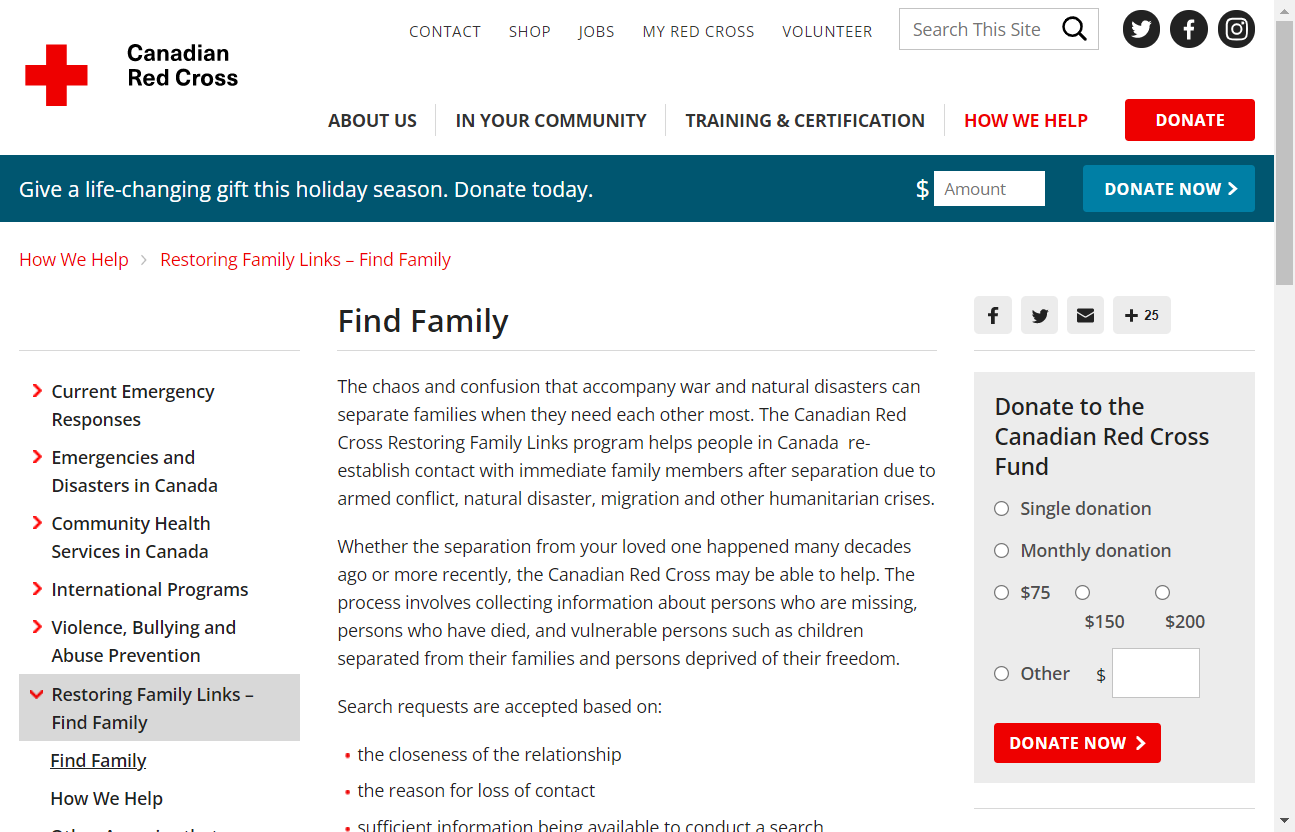 CONTACT SHOP JOBS MY RED CROSS VOLUNTEER Search This Site
Canadian
Red Cross
ABOUT US IN YOUR COMMUNITY TRAINING & CERTIFICATION HOW WE HELP DONATE
Give a life-changing gift this holiday season. Donate today. $ Amount DONATE NOW
How We Help Restoring Family Links – Find Family
Current Emergency
Responses
Emergencies and
Disasters in Canada
Community Health
Services in Canada
International Programs
Violence, Bullying and
Abuse Prevention
Restoring Family Links –
Find Family
Find Family
How We Help
Other Agencies that
Find Family
The chaos and confusion that accompany war and natural disasters can
separate families when they need each other most. The Canadian Red
Cross Restoring Family Links program helps people in Canada re-
establish contact with immediate family members after separation due to
armed conflict, natural disaster, migration and other humanitarian crises.
Whether the separation from your loved one happened many decades
ago or more recently, the Canadian Red Cross may be able to help. The
process involves collecting information about persons who are missing,
persons who have died, and vulnerable persons such as children
separated from their families and persons deprived of their freedom.
Search requests are accepted based on:
• the closeness of the relationship
• the reason for loss of contact
• sufficient information being available to conduct a search
+ 25
Donate to the
Canadian Red Cross
Fund
Single donation
Monthly donation
$75
$150 $200
Other $
DONATE NOW